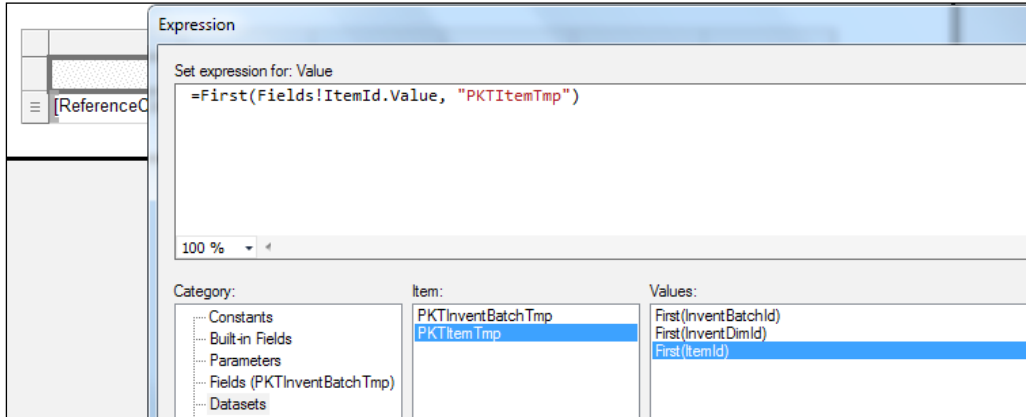 Expression
Set expression for: Value
=First(Fields!ItemId.Value, "PKTItemTmp")
[ReferenceC
100 %
Category:
Item:
Values:
Constants
Built-in Fields
Parameters
Fields (PKTInventBatchTmp)
Datasets
PKTInventBatchTmp
PKTItemTmp
First(InventBatchId)
First(InventDimId)
First(ItemId)